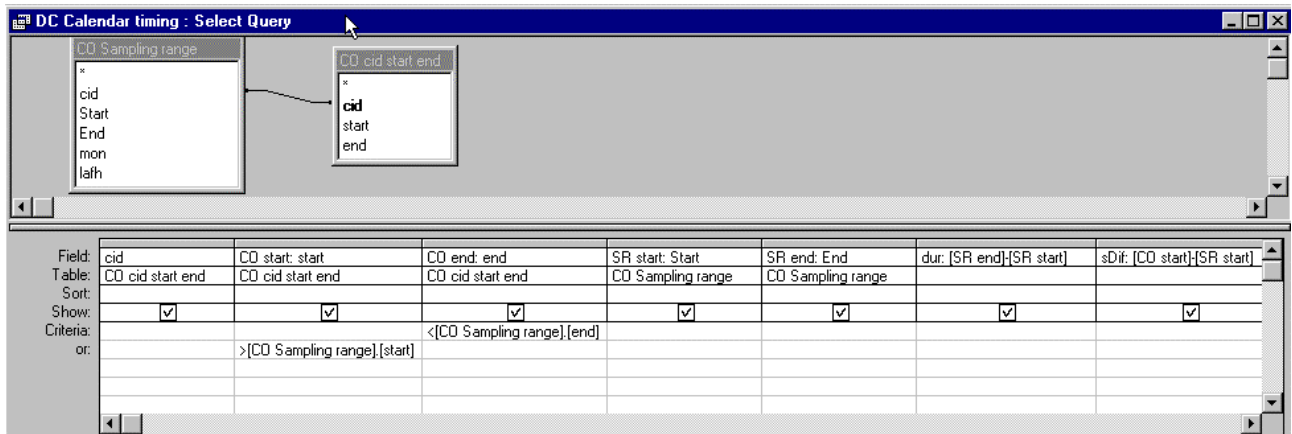 DC Calendar timing : Select Query
CO Sampling range
*
cid
Start
End
mon
lafh
CO cid start end
*
cid
start
end
Field: cid CO start: start CO end: end SR start: Start SR end: End dur: [SR end]-[SR start] sDif: [CO start]-[SR start]
Table: CO cid start end CO cid start end CO cid start end CO Sampling range CO Sampling range
Sort:
Show:
Criteria: <[CO Sampling range].[end]
or: >[CO Sampling range].[start]